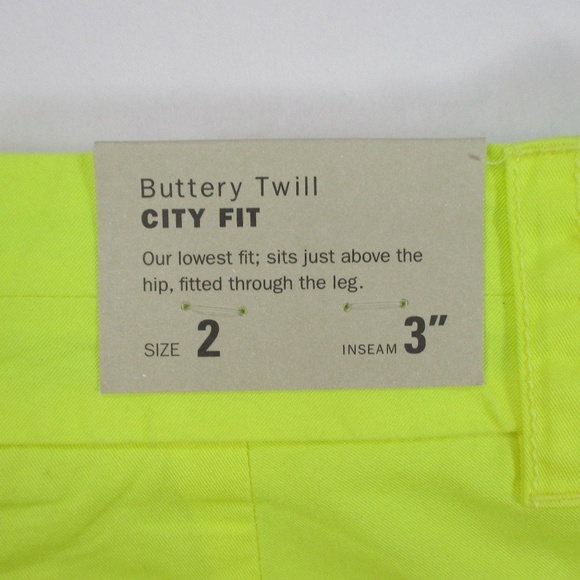 Buttery Twill
CITY FIT
Our lowest fit; sits just above the
hip, fitted through the leg.
SIZE 2
INSEAM 3"